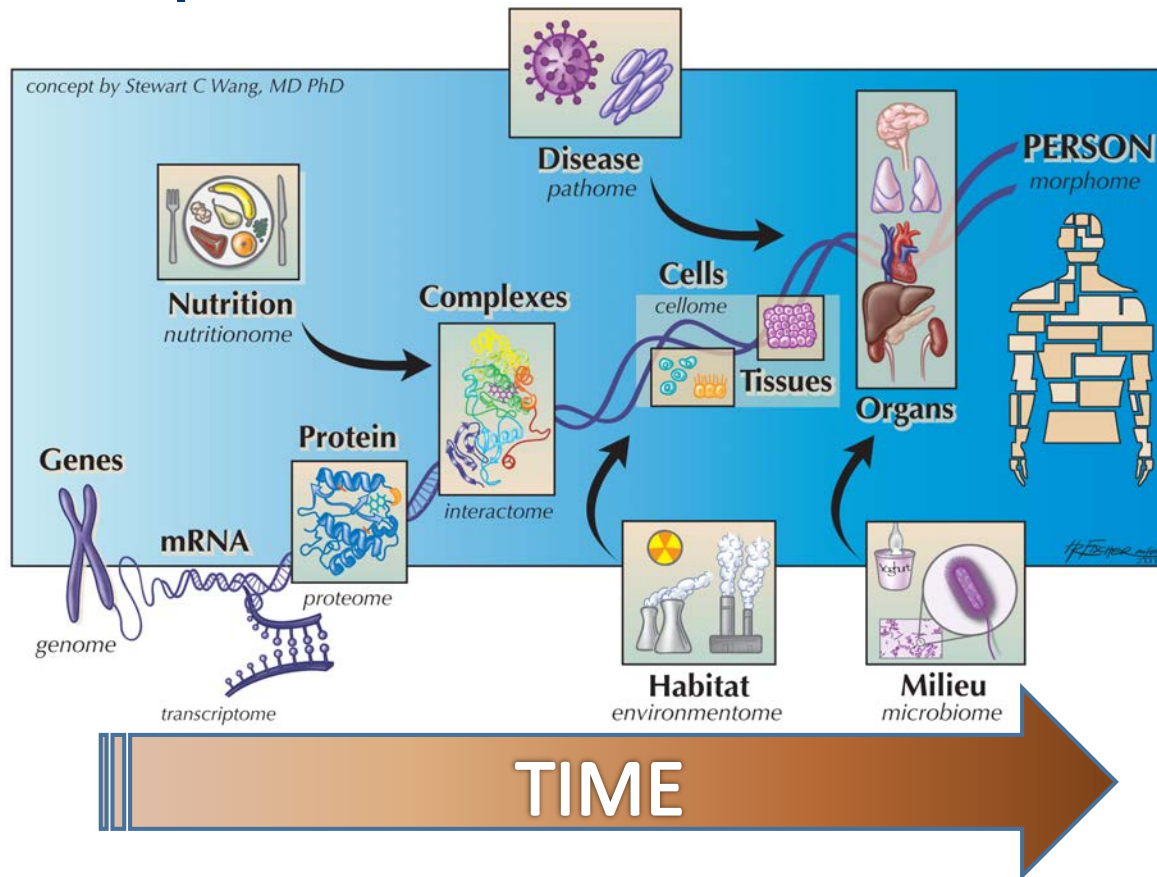 concept by Stewart C Wang, MD PhD
Disease
pathome
PERSON
morphome
Nutrition
nutritionome
Complexes
Cells
cellome
Tissues
Organs
Protein
Genes
interactome
mRNA
proteome
genome
Yoghurt
transcriptome
Habitat
environmentome
Milieu
microbiome
TIME